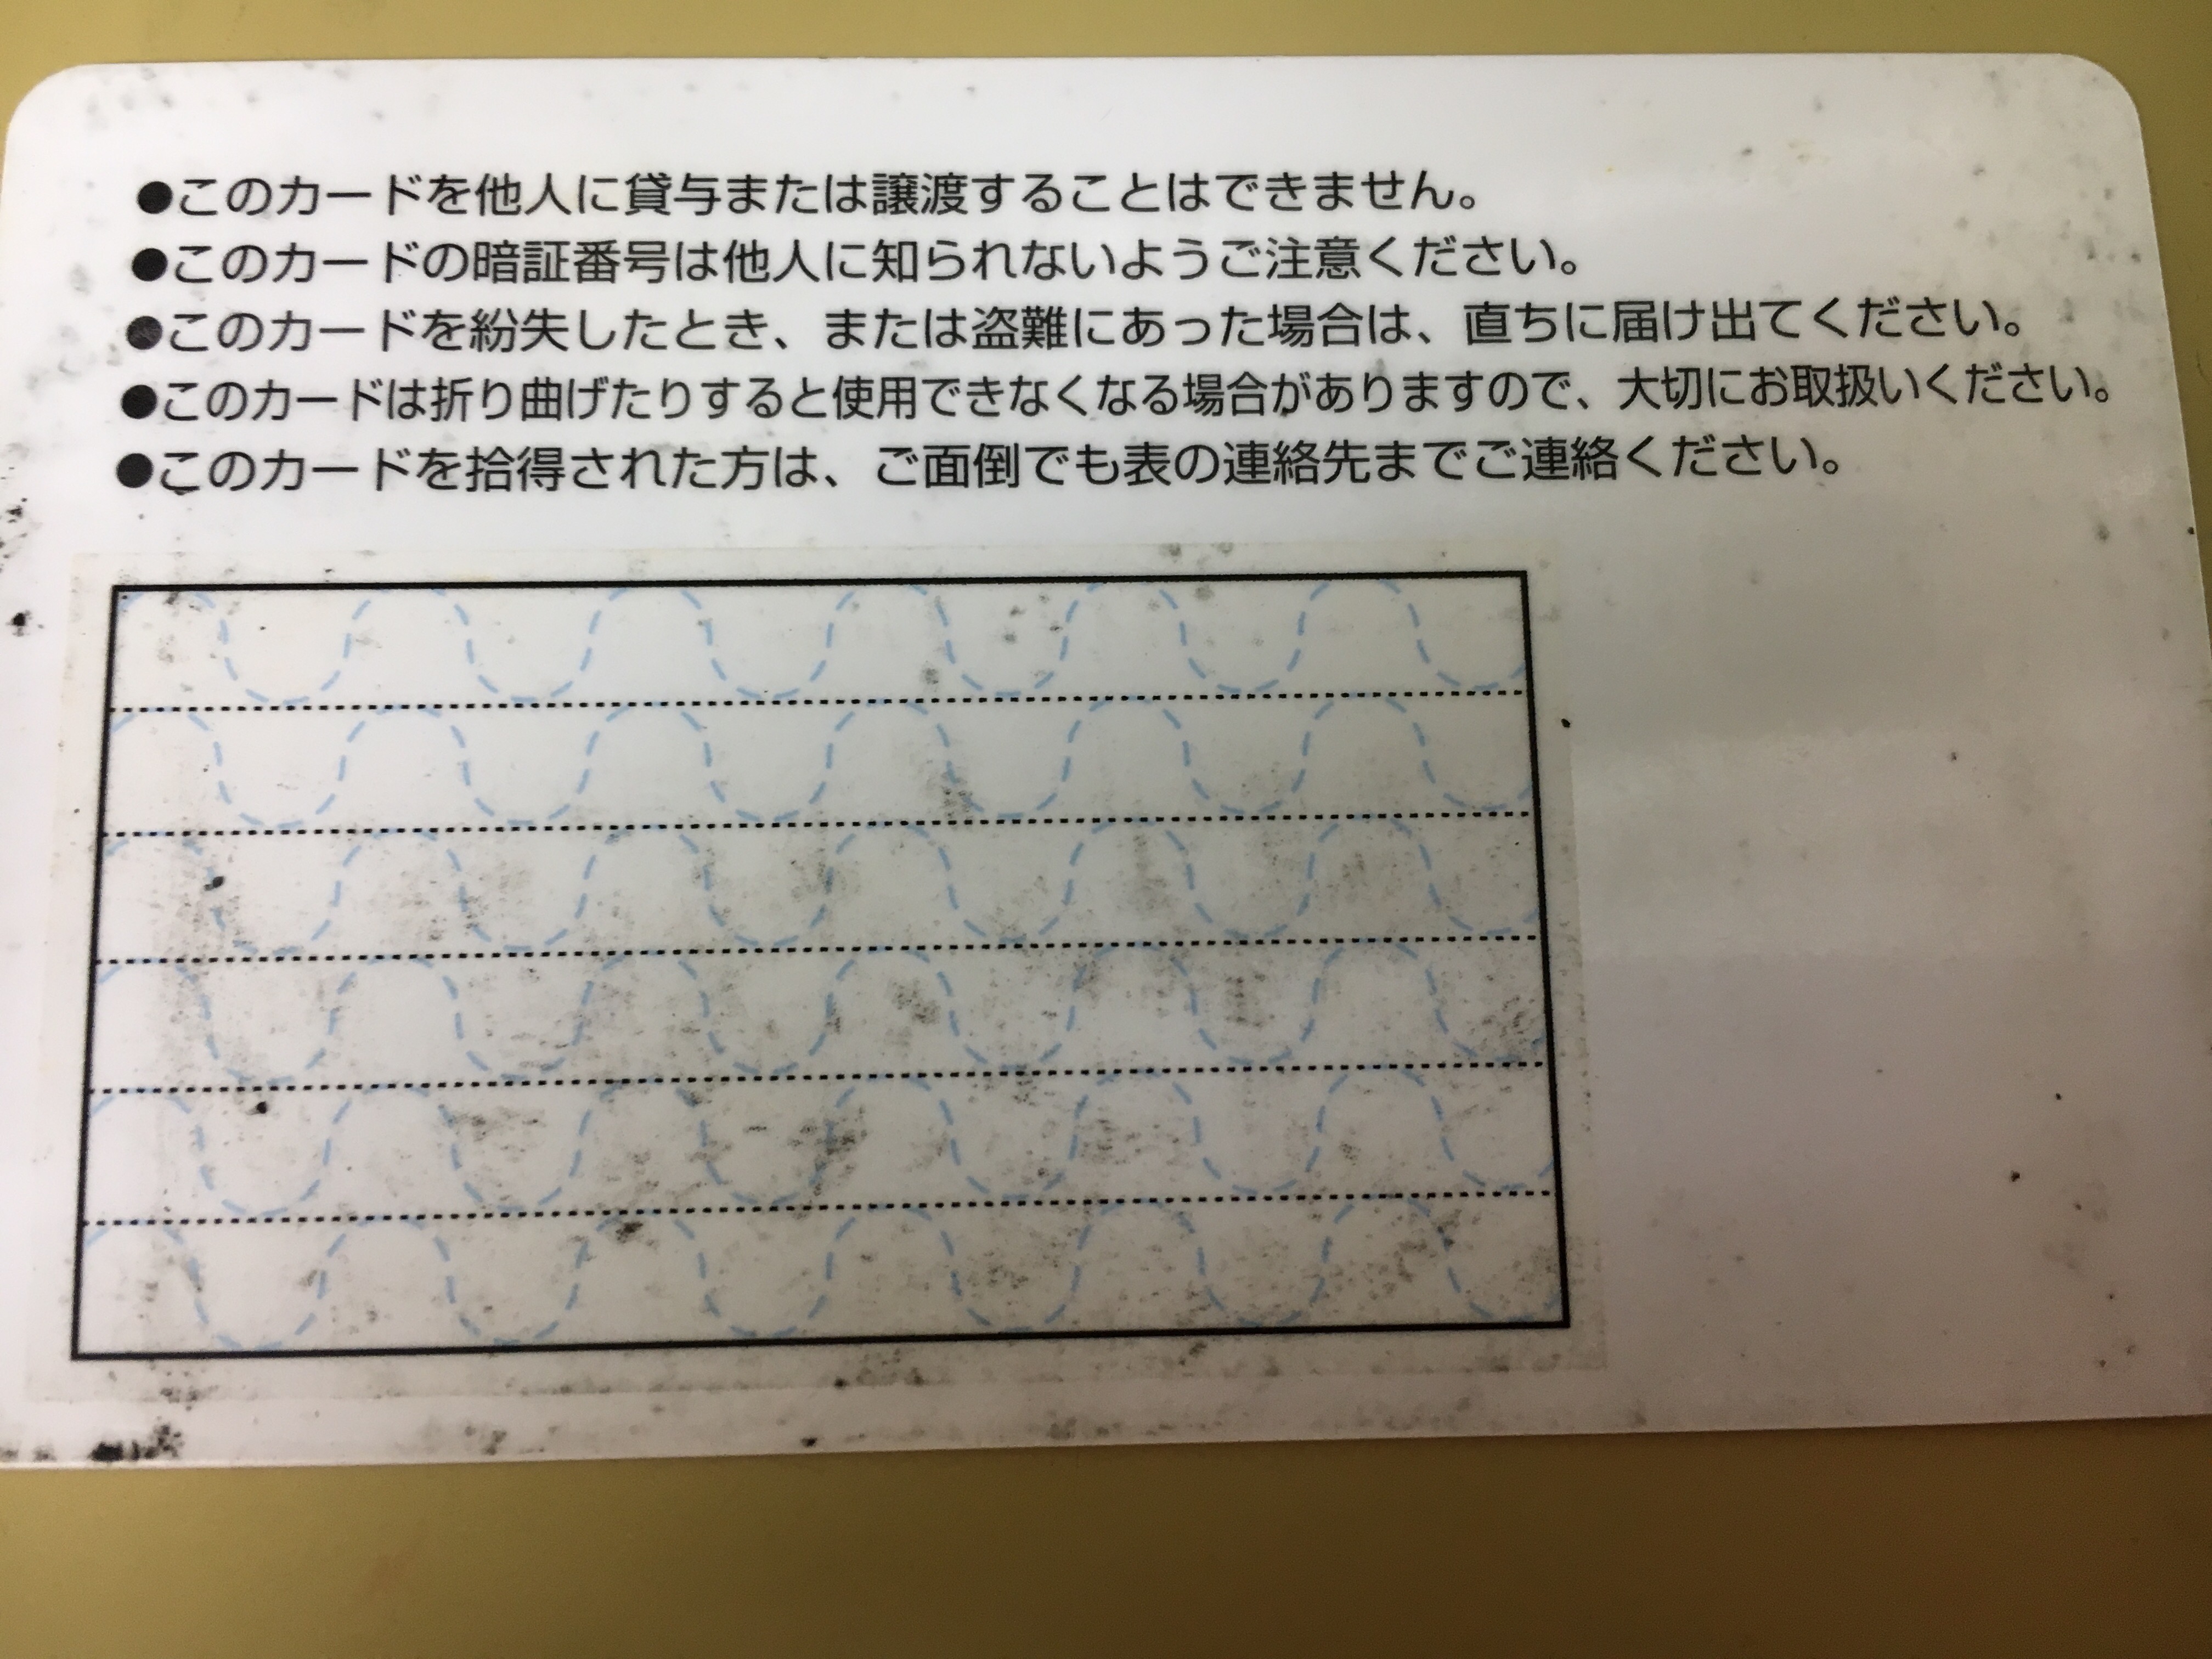 ●このカードを他人に貸与または譲渡することはできません。
●このカードの暗証番号は他人に知られないようご注意ください。
●このカードを紛失したとき、または盗難にあった場合は、直ちに届け出てください。
●このカードは折り曲げたりすると使用できなくなる場合がありますので、大切にお取扱いください。
●このカードを拾得された方は、ご面倒でも表の連絡先までご連絡ください。